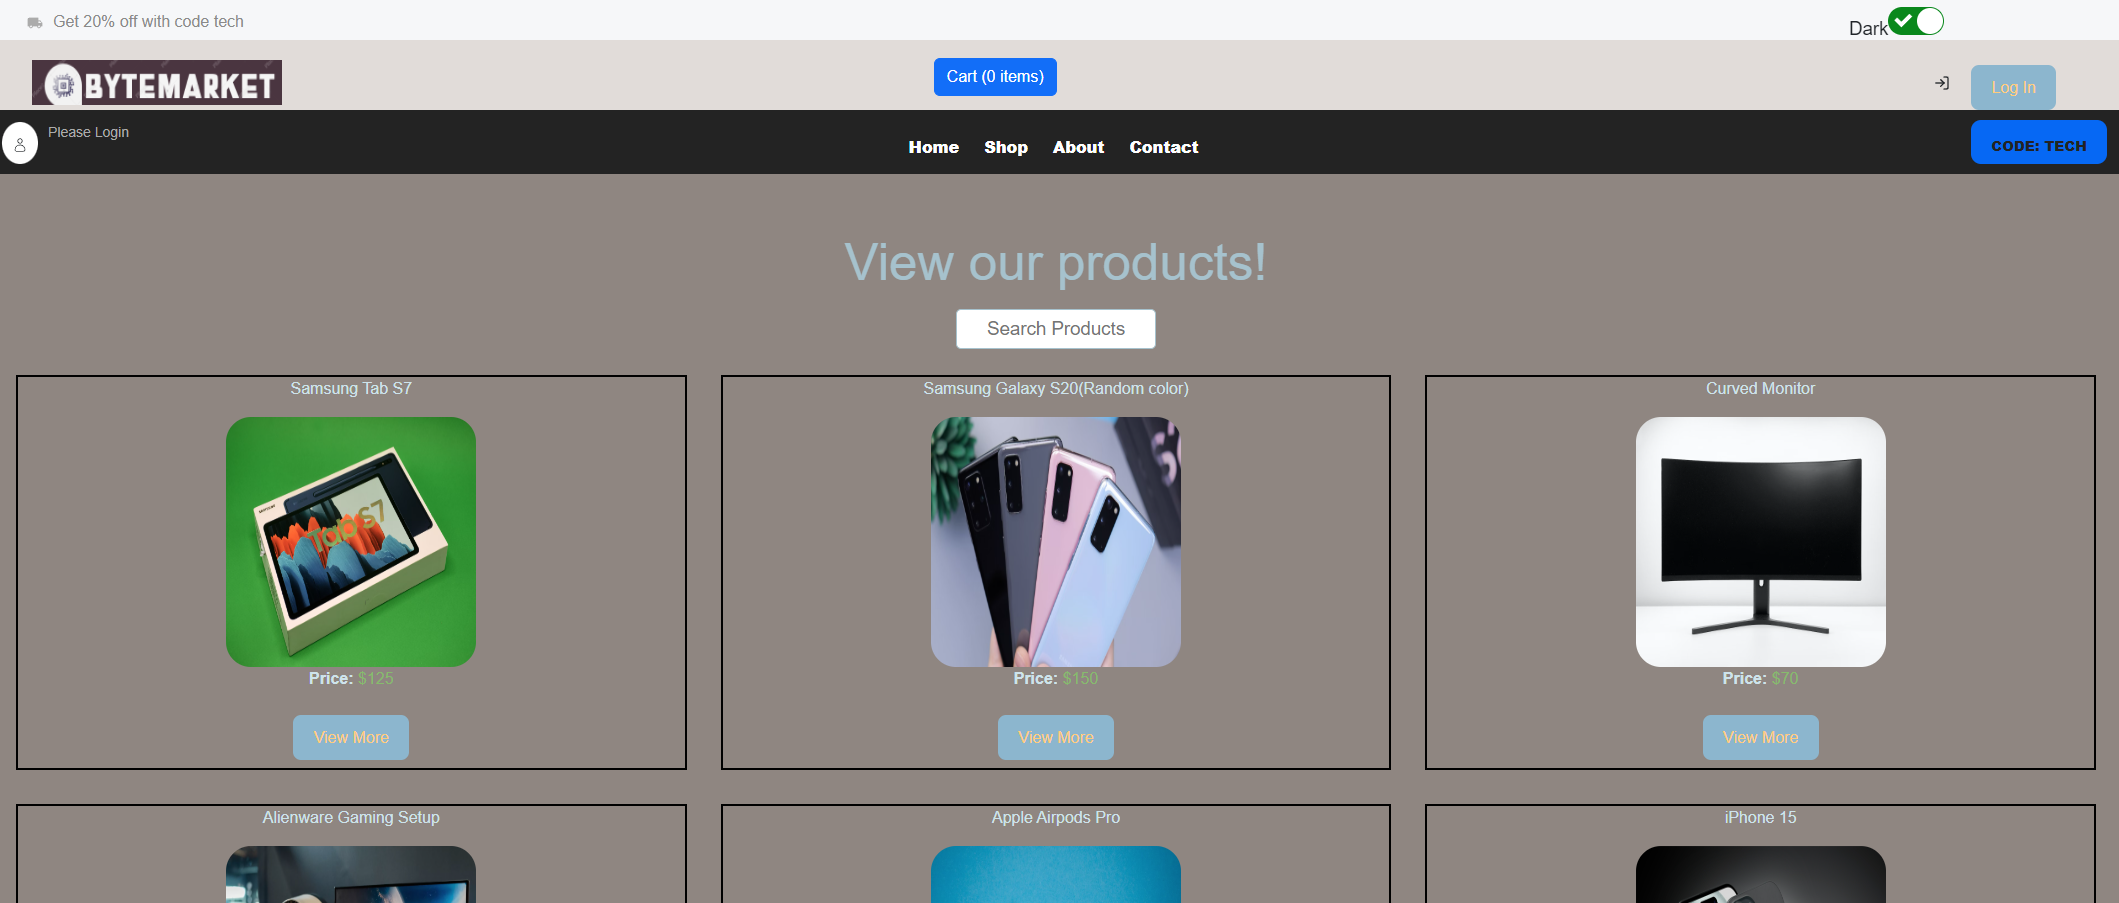 Get 20% off with code tech
Dark
BYTEMARKET
Cart (0 items)
Log In
Please Login
Home Shop About Contact
CODE: TECH
View our products!
Search Products
Samsung Tab S7
Tab S7
Price: $125
View More
Samsung Galaxy S20(Random color)
Price: $150
View More
Curved Monitor
Price: $70
View More
Alienware Gaming Setup
Apple Airpods Pro
iPhone 15